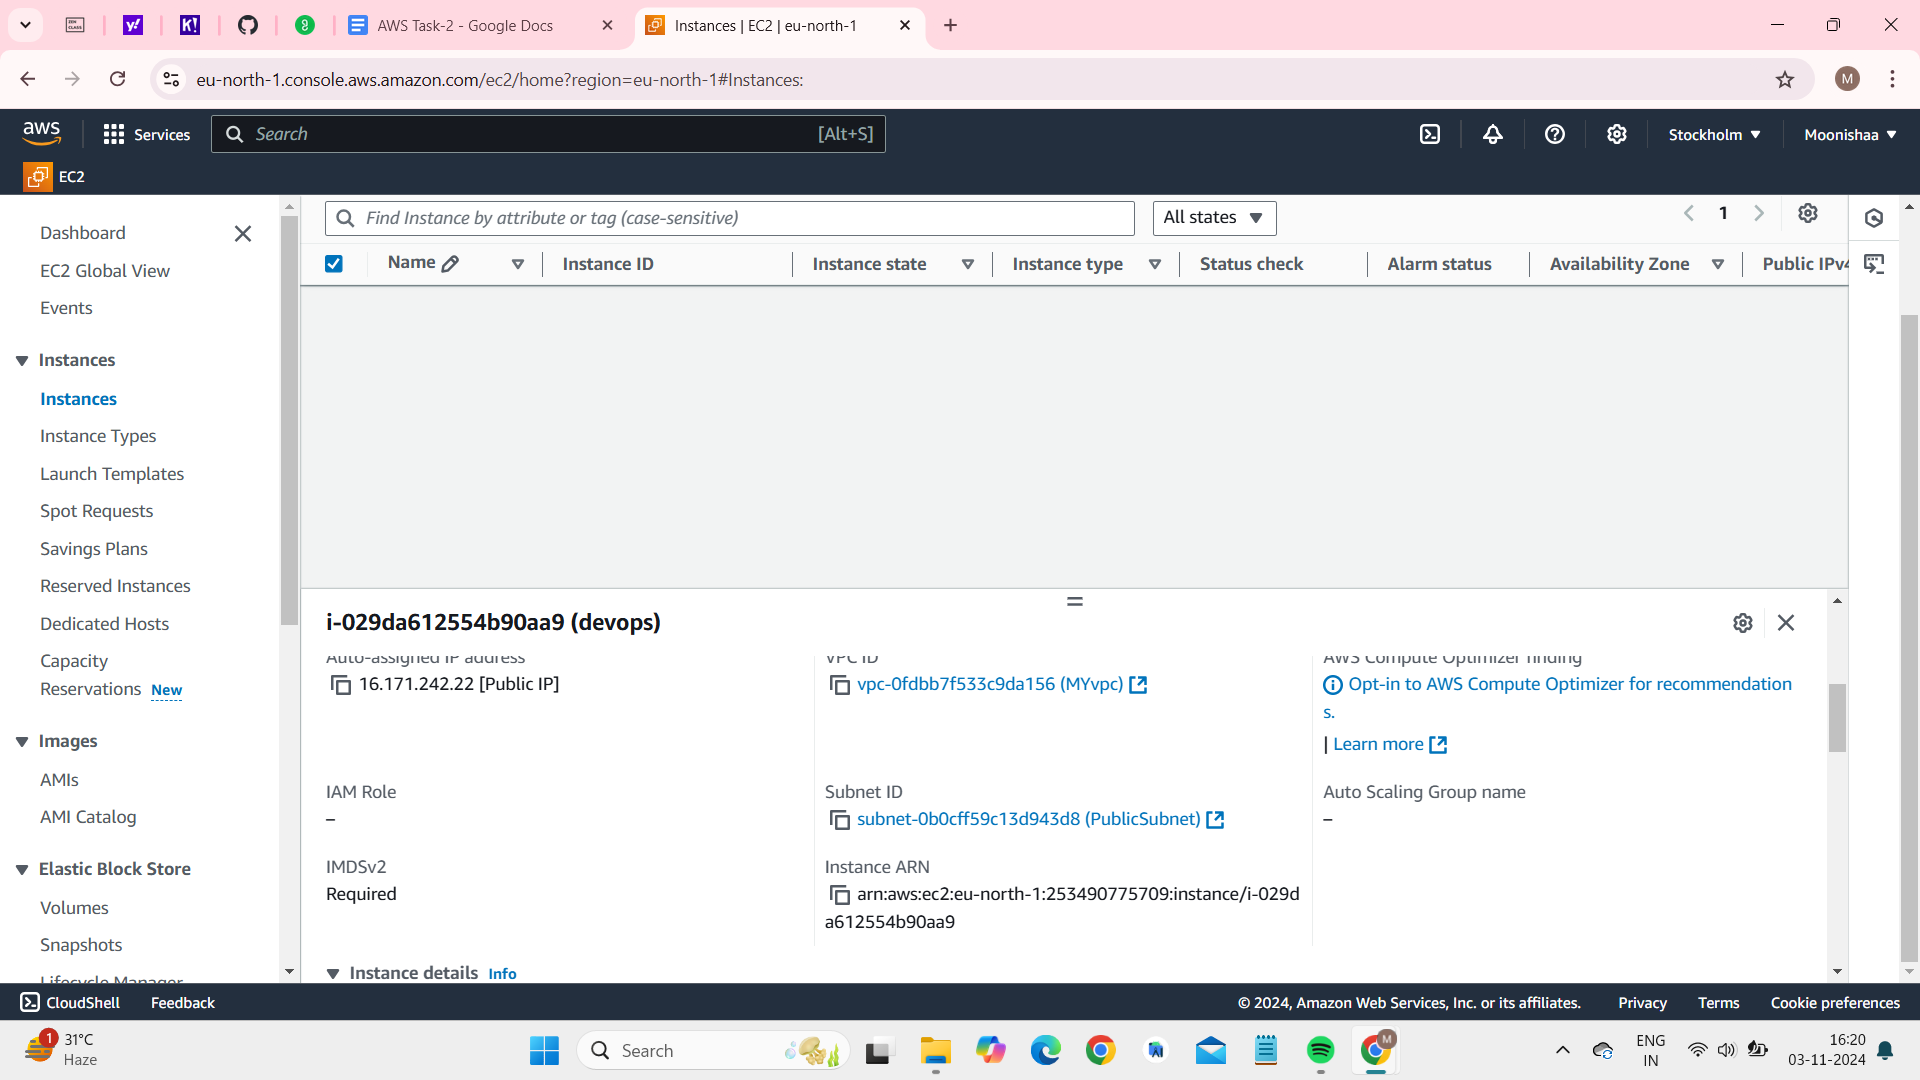 AWS Task-2 - Google Docs
Instances | EC2 | eu-north-1
eu-north-1.console.aws.amazon.com/ec2/home?region=eu-north-1#Instances:
M
aws
Services
Search
[Alt+S]
Stockholm
Moonishaa
EC2
Dashboard
EC2 Global View
Events
Instances
Instances
Instance Types
Launch Templates
Spot Requests
Savings Plans
Reserved Instances
Dedicated Hosts
Capacity
Reservations New
Images
AMIs
AMI Catalog
Elastic Block Store
Volumes
Snapshots
Lifecycle Manager
Find Instance by attribute or tag (case-sensitive)
All states
1
Name
Instance ID
Instance state
Instance type
Status check
Alarm status
Availability Zone
Public IPv4
i-029da612554b90aa9 (devops)
Auto-assigned IP address
16.171.242.22 [Public IP]
IAM Role
–
IMDSv2
Required
VPC ID
vpc-0fdbb7f533c9da156 (MYvpc)
Subnet ID
subnet-0b0cff59c13d943d8 (PublicSubnet)
Instance ARN
arn:aws:ec2:eu-north-1:253490775709:instance/i-029d
a612554b90aa9
AWS Compute Optimizer finding
Opt-in to AWS Compute Optimizer for recommendation
s.
| Learn more
Auto Scaling Group name
–
Instance details Info
CloudShell
Feedback
© 2024, Amazon Web Services, Inc. or its affiliates.
Privacy
Terms
Cookie preferences
1
31°C
Haze
Search
M
ENG
IN
16:20
03-11-2024